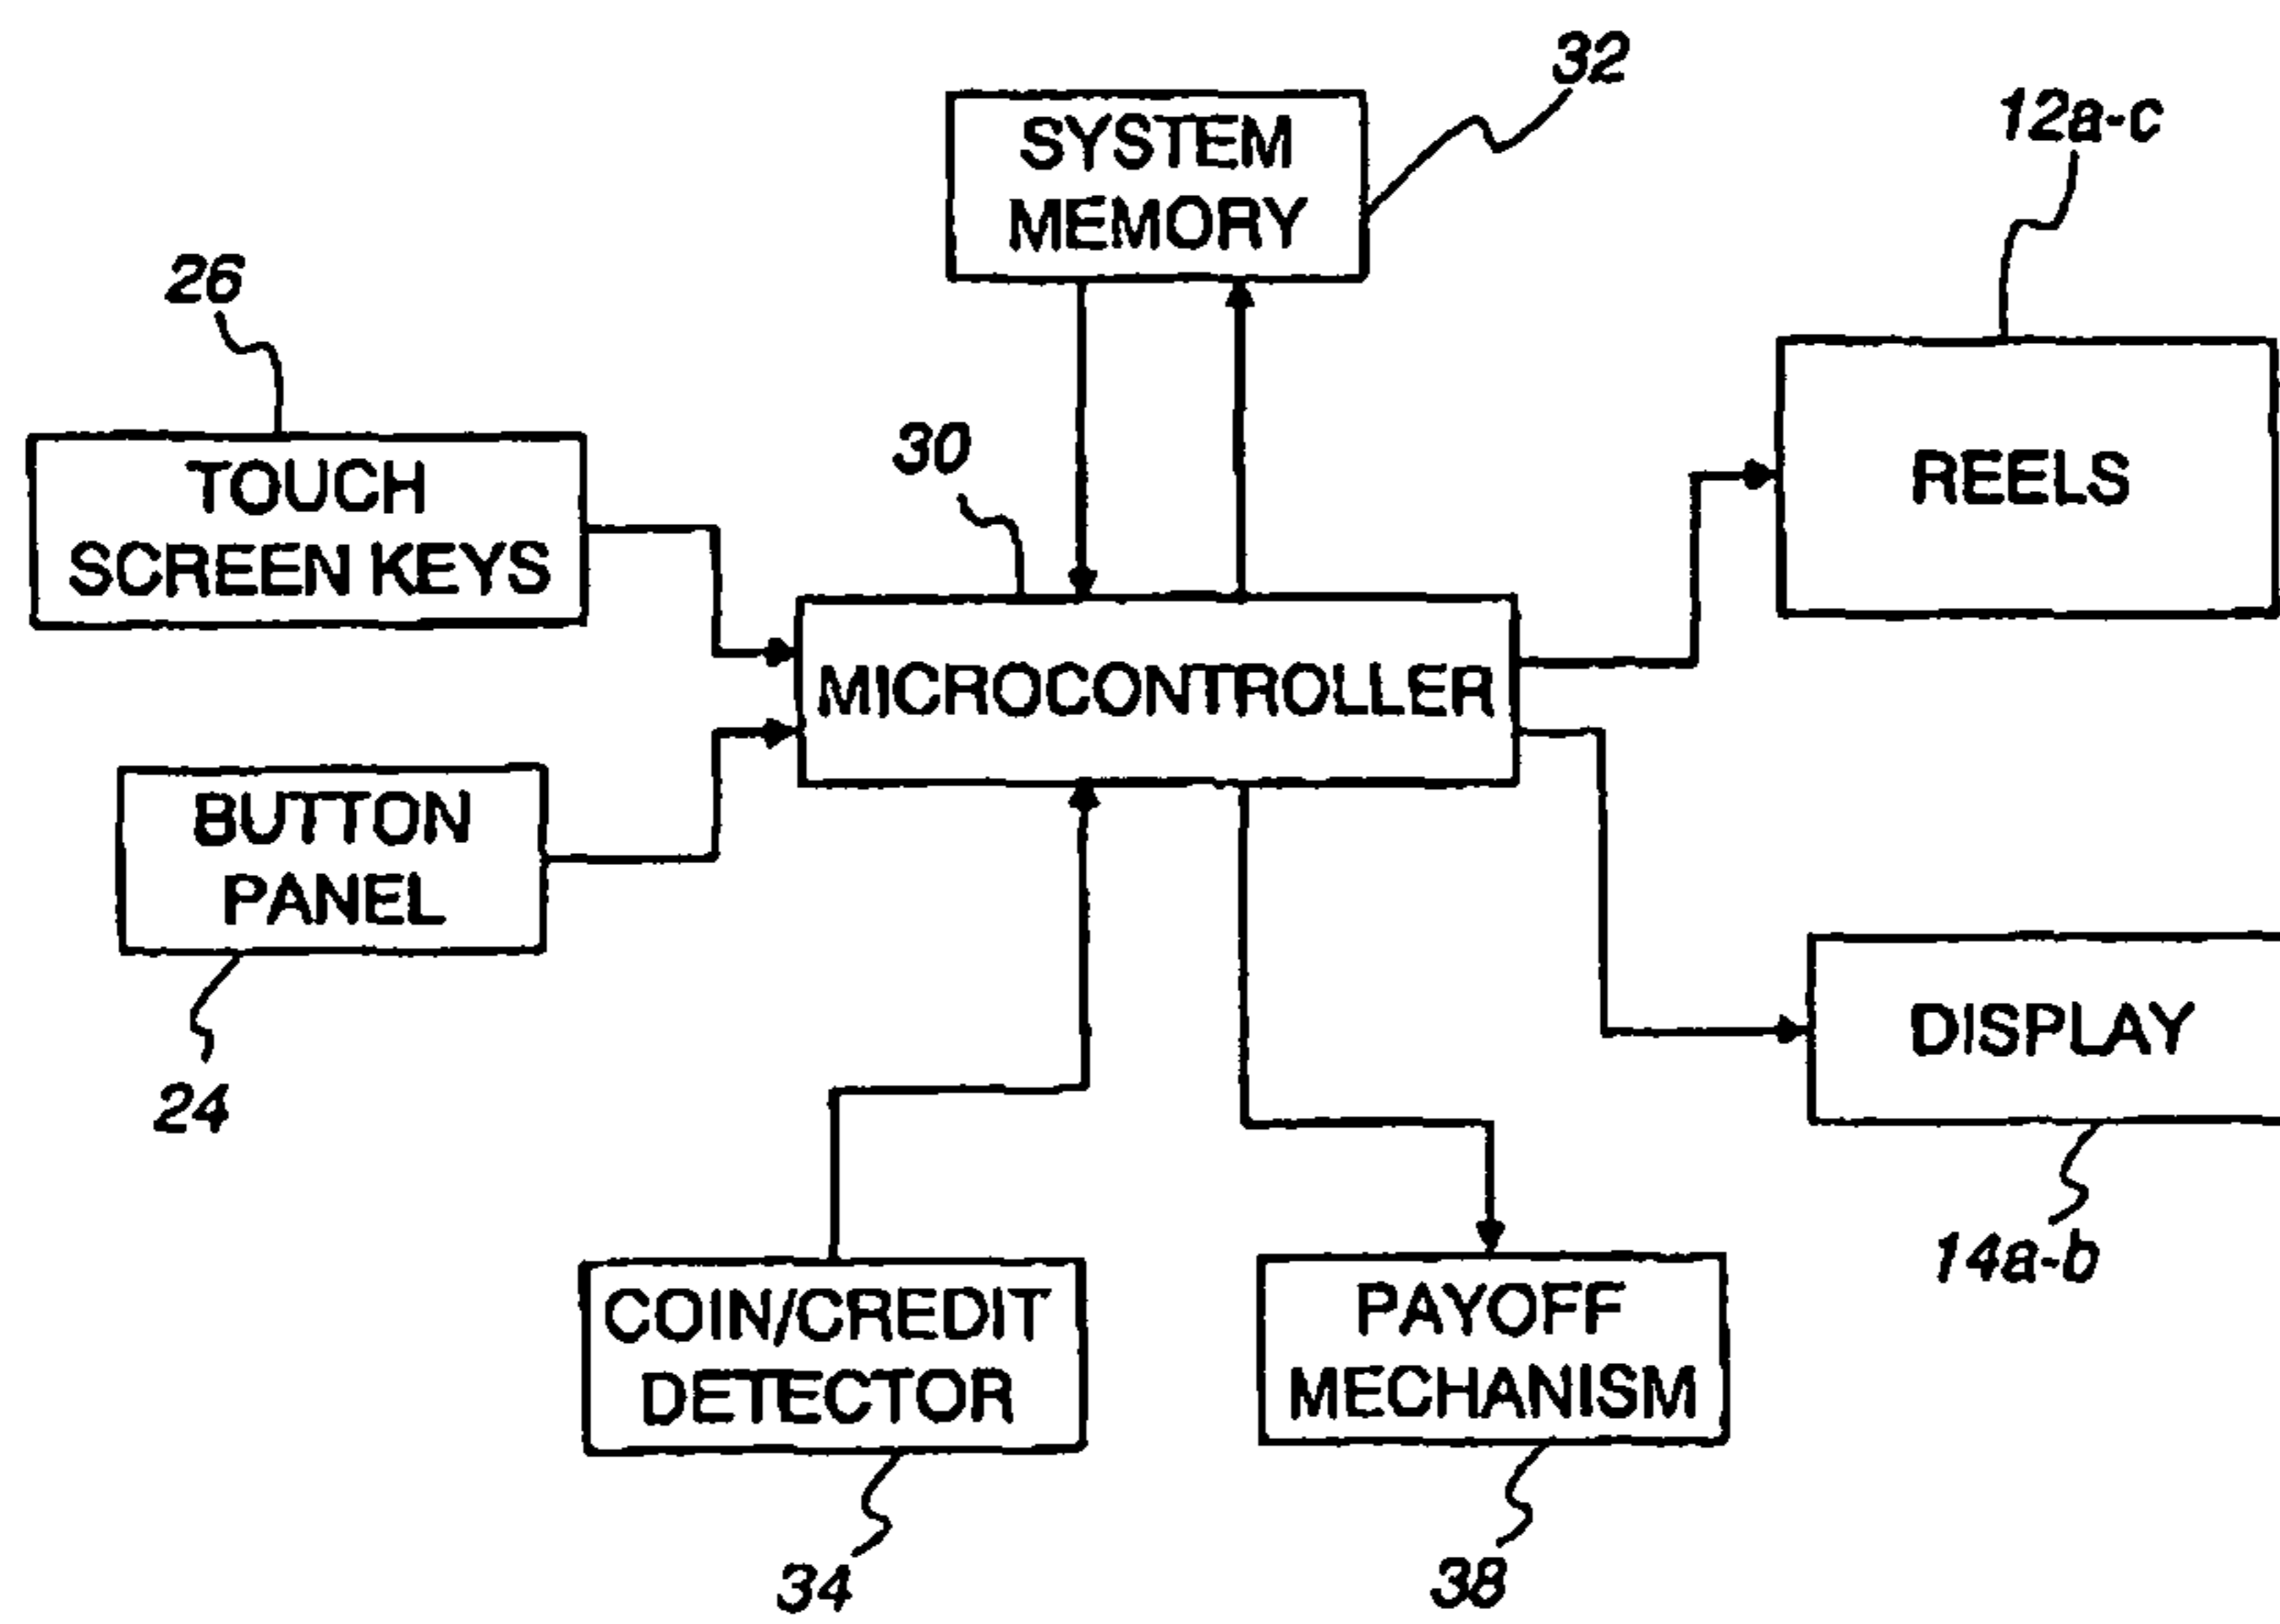 32
SYSTEM
MEMORY
12a-c
26
TOUCH
SCREEN KEYS
30
REELS
MICROCONTROLLER
BUTTON
PANEL
24
DISPLAY
14a-b
COIN/CREDIT
DETECTOR
34
PAYOFF
MECHANISM
38